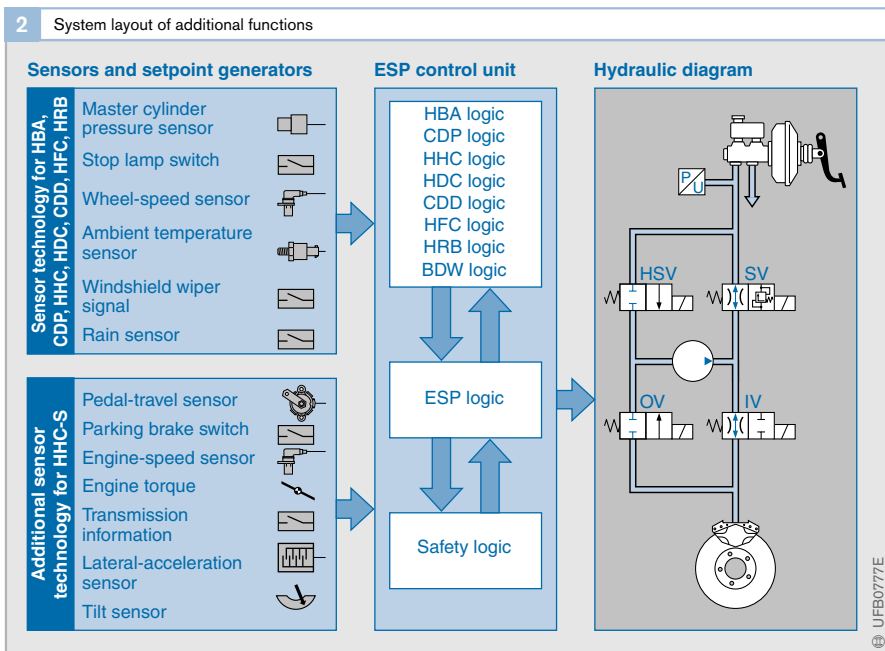 2 System layout of additional functions
Sensors and setpoint generators
Sensor technology for HBA,
CDP, HHC, HDC, CDD, HFC, HRB
Master cylinder
pressure sensor
Stop lamp switch
Wheel-speed sensor
Ambient temperature
sensor
Windshield wiper
signal
Rain sensor
Additional sensor
technology for HHC-S
Pedal-travel sensor
Parking brake switch
Engine-speed sensor
Engine torque
Transmission
information
Lateral-acceleration
sensor
Tilt sensor
ESP control unit
HBA logic
CDP logic
HHC logic
HDC logic
CDD logic
HFC logic
HRB logic
BDW logic
ESP logic
Safety logic
Hydraulic diagram
P
U
HSV SV
OV IV
UFB0777E